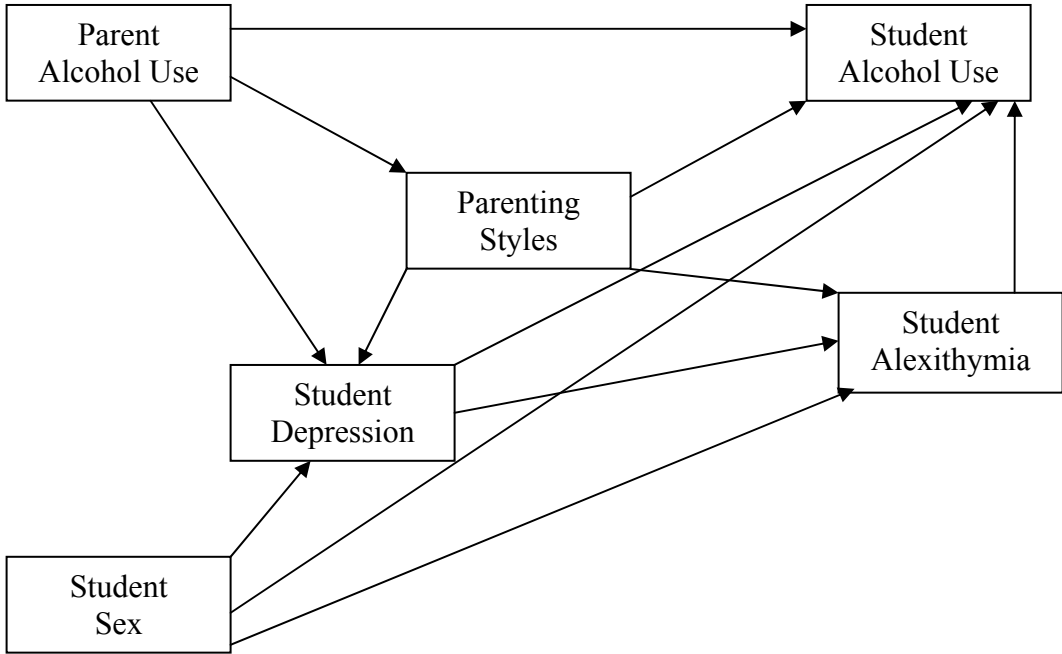 Parent
Alcohol Use
Student
Alcohol Use
Parenting
Styles
Student
Alexithymia
Student
Depression
Student
Sex